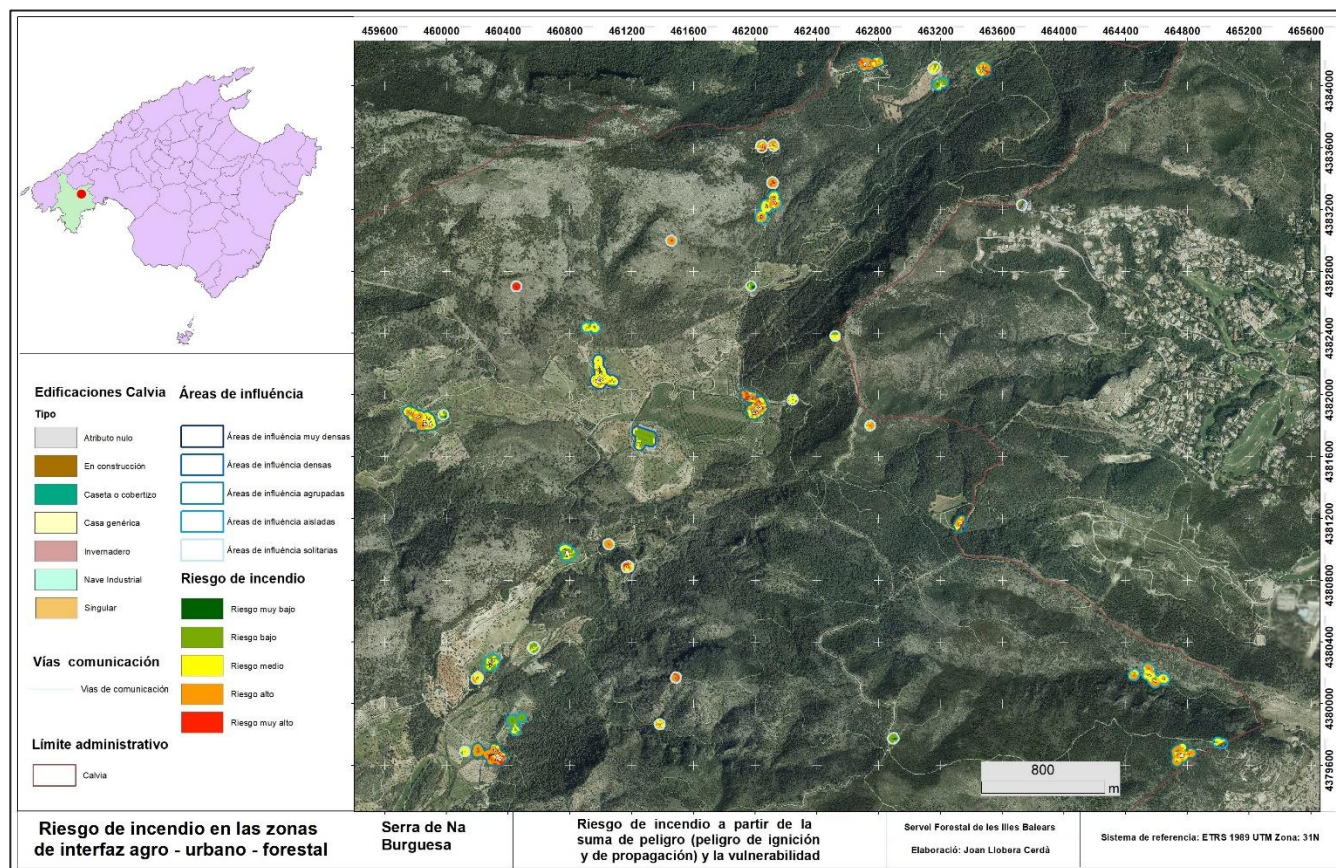 459600 460000 460400 460800 461200 461600 462000 462400 462800 463200 463600 464000 464400 464800 465200 465600
4384000
4383600
4383200
4382800
4382400
4382000
4381600
4381200
4380800
4380400
4380000
4379600
Edificaciones Calvia
Tipo
Atributo nulo
En construcción
Caseta o cobertizo
Casa genérica
Invernadero
Nave Industrial
Singular
Vías comunicación
Vias de comunicación
Límite administrativo
Calvia
Áreas de influéncia
Áreas de influéncia muy densas
Áreas de influéncia densas
Áreas de influéncia agrupadas
Áreas de influéncia aisladas
Áreas de influéncia solitarias
Riesgo de incendio
Riesgo muy bajo
Riesgo bajo
Riesgo medio
Riesgo alto
Riesgo muy alto
800
m
Riesgo de incendio en las zonas
de interfaz agro - urbano - forestal
Serra de Na
Burguesa
Riesgo de incendio a partir de la
suma de peligro (peligro de ignición
y de propagación) y la vulnerabilidad
Servei Forestal de les Illes Balears
Elaboració: Joan Llobera Cerdà
Sistema de referencia: ETRS 1989 UTM Zona: 31N